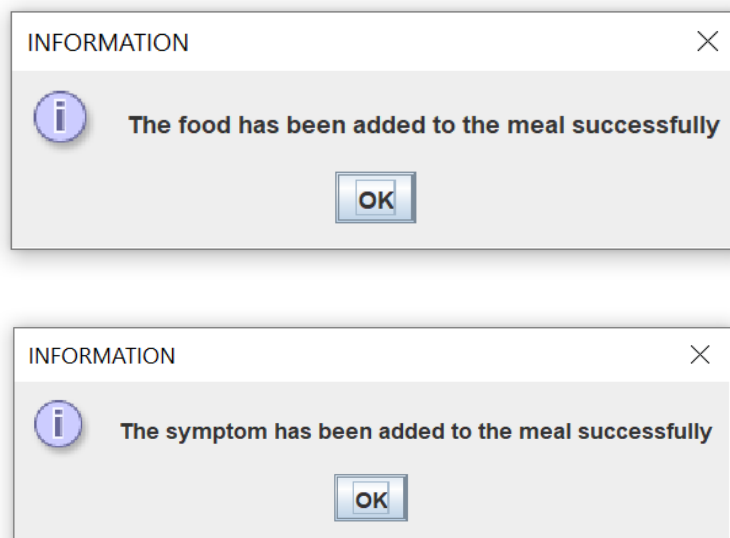 INFORMATION
The food has been added to the meal successfully
OK
INFORMATION
The symptom has been added to the meal successfully
OK